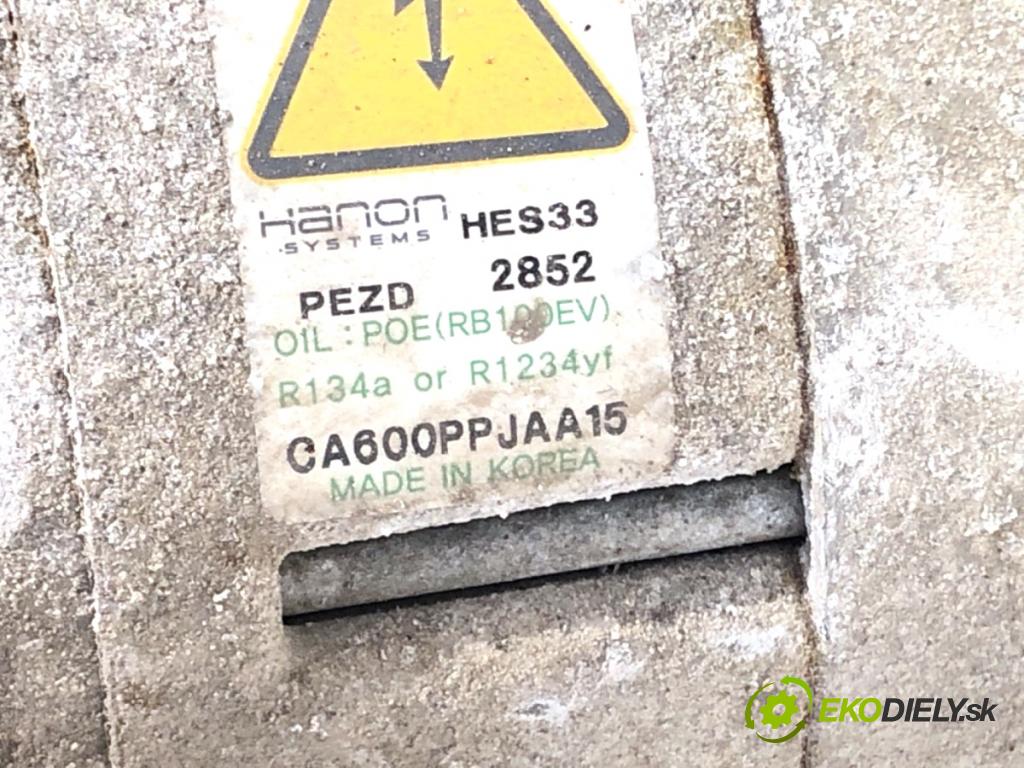 Hanon HES33
SYSTEMS
PEZD 2852
OIL : POE(RB100EV)
R134a or R1234yf
CA600PPJAA15
MADE IN KOREA
EKODIELY.sk